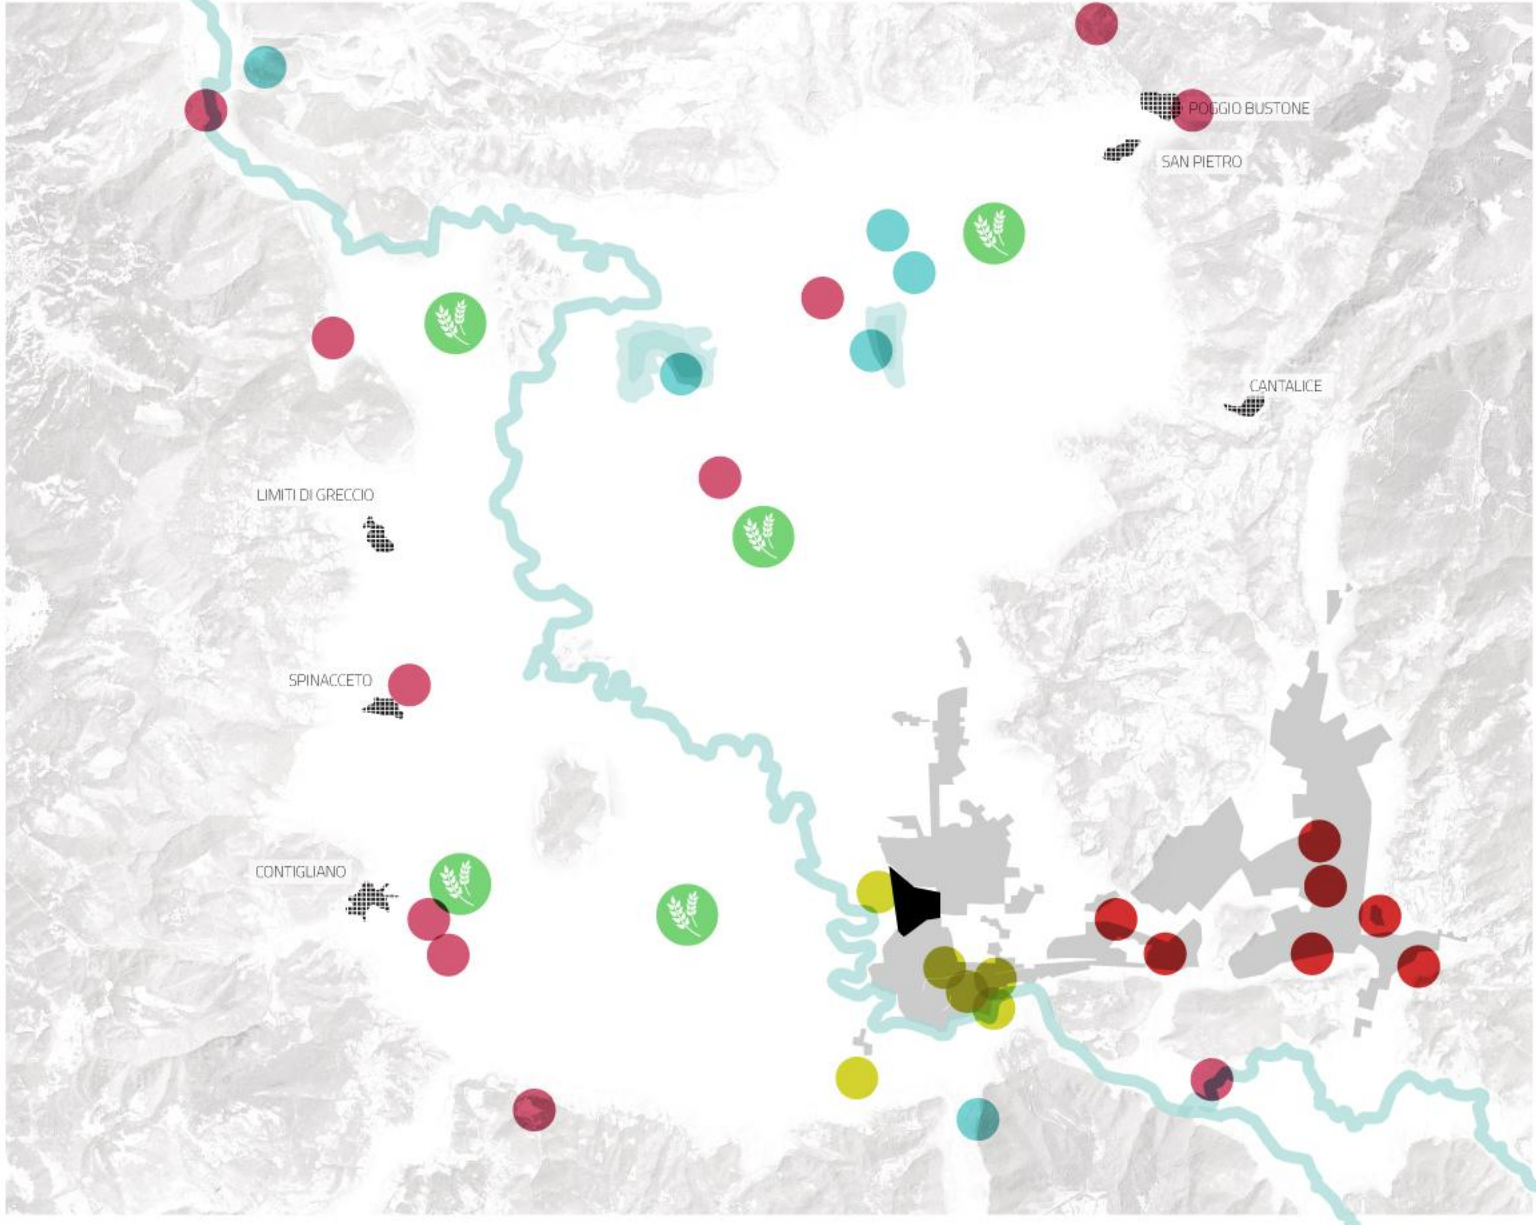 POGGIO BUSTONE
SAN PIETRO
CANTALICE
LIMITI DI GRECCIO
SPINACCETO
CONTIGLIANO